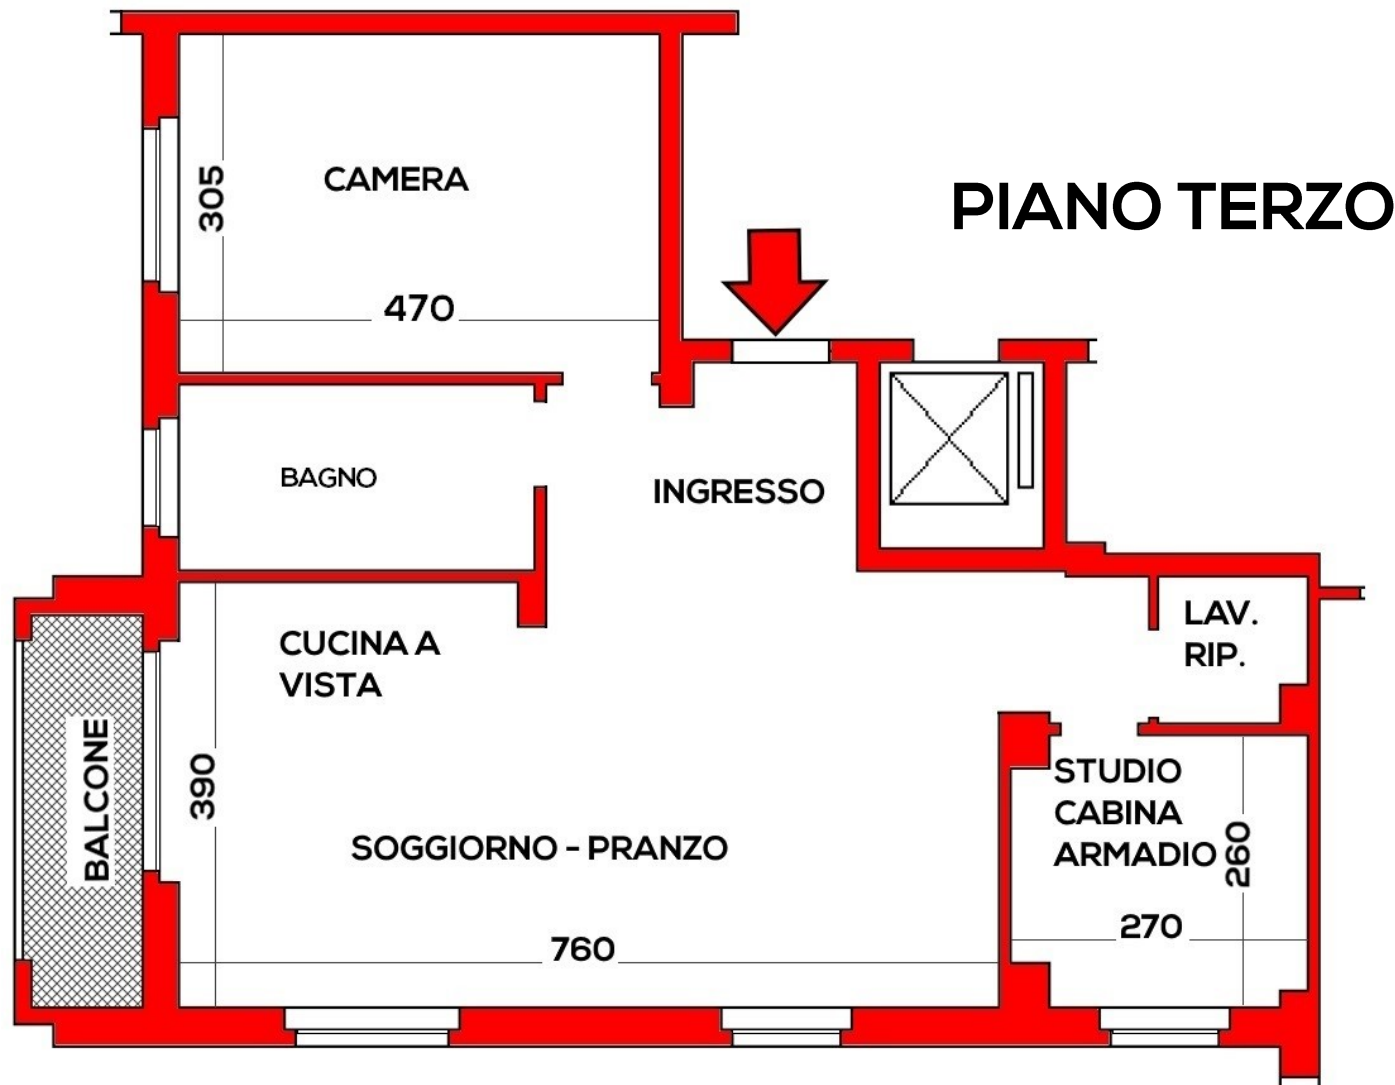 CAMERA
305
470
PIANO TERZO
BAGNO
INGRESSO
LAV.
RIP.
CUCINA A
VISTA
BALCONE
390
SOGGIORNO - PRANZO
760
STUDIO
CABINA
ARMADIO
260
270